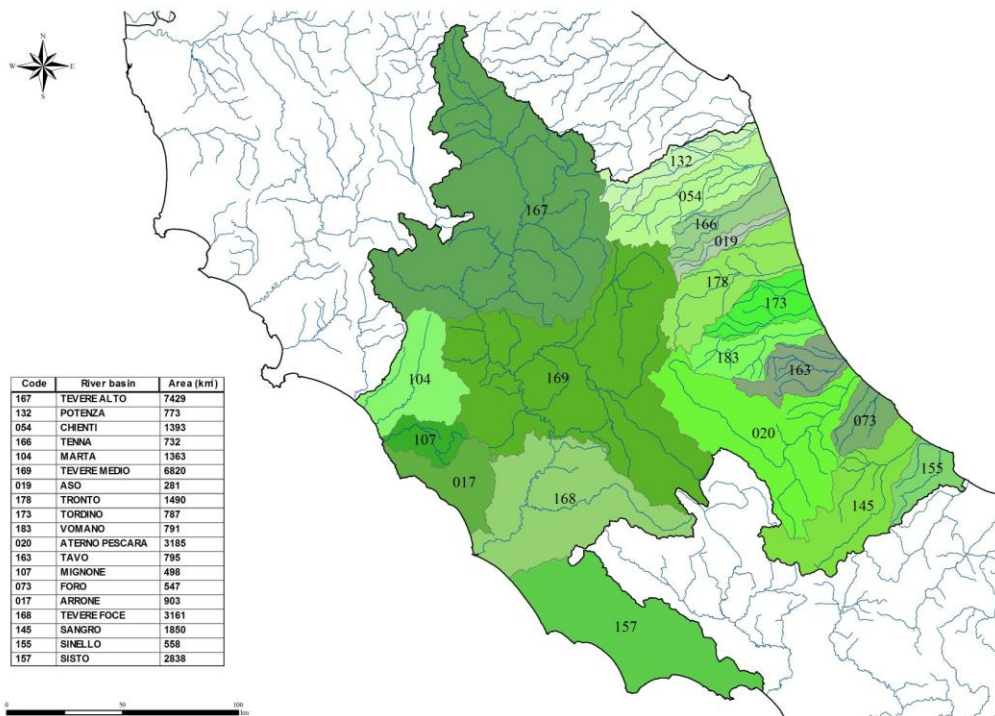 N
W E
S
132
054
167
166
019
178
173
183
163
104
169
073
107
020
155
017
168
145
157
Code River basin Area (km²)
167 TEVERE ALTO 7429
132 POTENZA 773
054 CHIENTI 1393
166 TENNA 732
104 MARTA 1363
169 TEVERE MEDIO 6820
019 ASO 281
178 TRONTO 1490
173 TORDINO 787
183 VOMANO 791
020 ATERNO PESCARA 3185
163 TAVO 795
107 MIGNONE 498
073 FORO 547
017 ARRONE 903
168 TEVERE FOCE 3161
145 SANGRO 1850
155 SINELLO 558
157 SISTO 2838
0 50 100
km